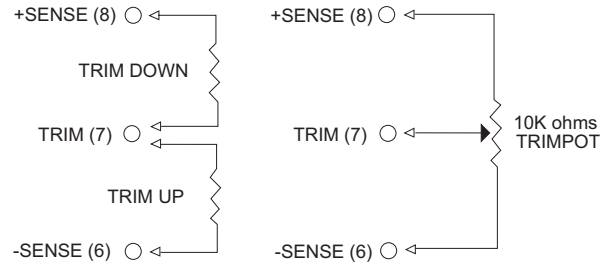 +SENSE (8)
TRIM DOWN
TRIM (7)
TRIM UP
-SENSE (6)
+SENSE (8)
TRIM (7)
10K ohms
TRIMPOT
-SENSE (6)